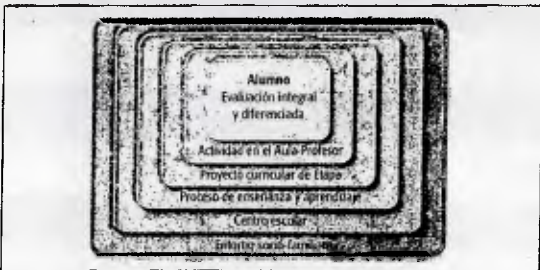 Alumno
Evaluación integral
y diferenciada
Actividad en el Aula-Profesor
Proyecto curricular de Etapa
Proceso de enseñanza y aprendizaje
Centro escolar
Entorno socio-familiar